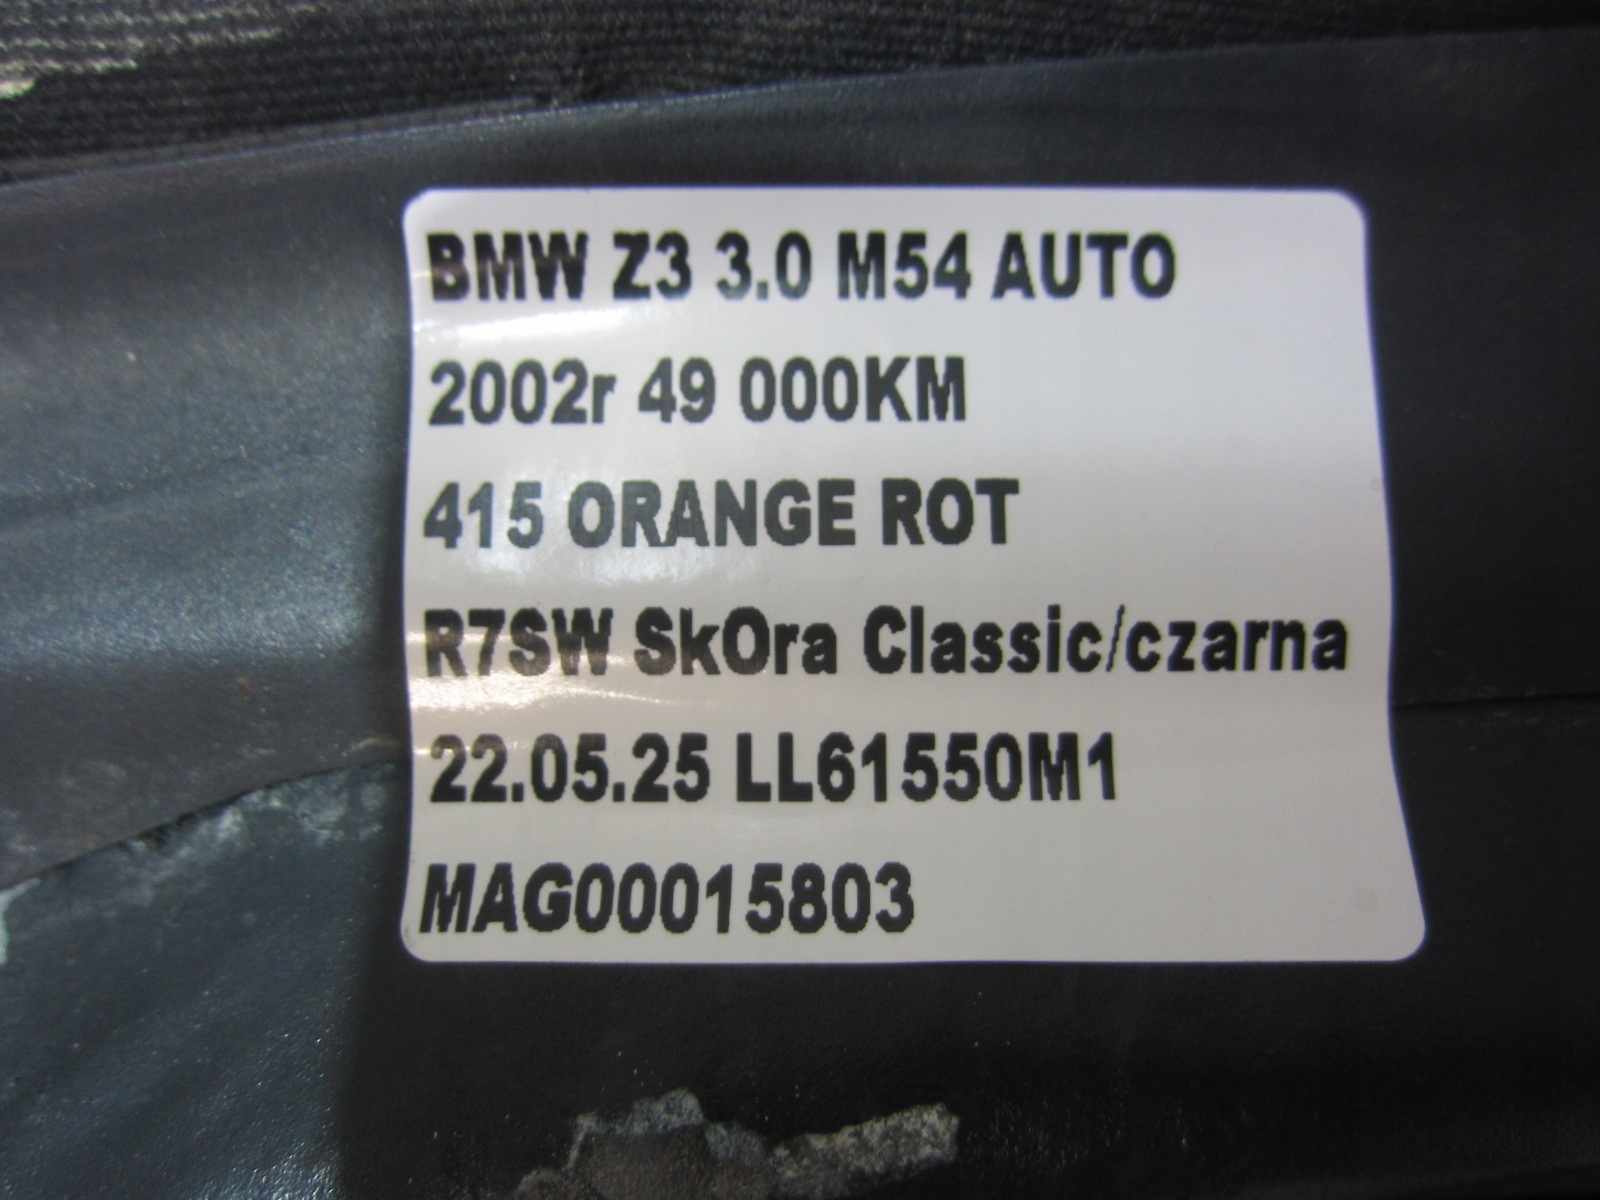 BMW Z3 3.0 M54 AUTO
2002r 49 000KM
415 ORANGE ROT
R7SW SkOra Classic/czarna
22.05.25 LL61550M1
MAG00015803